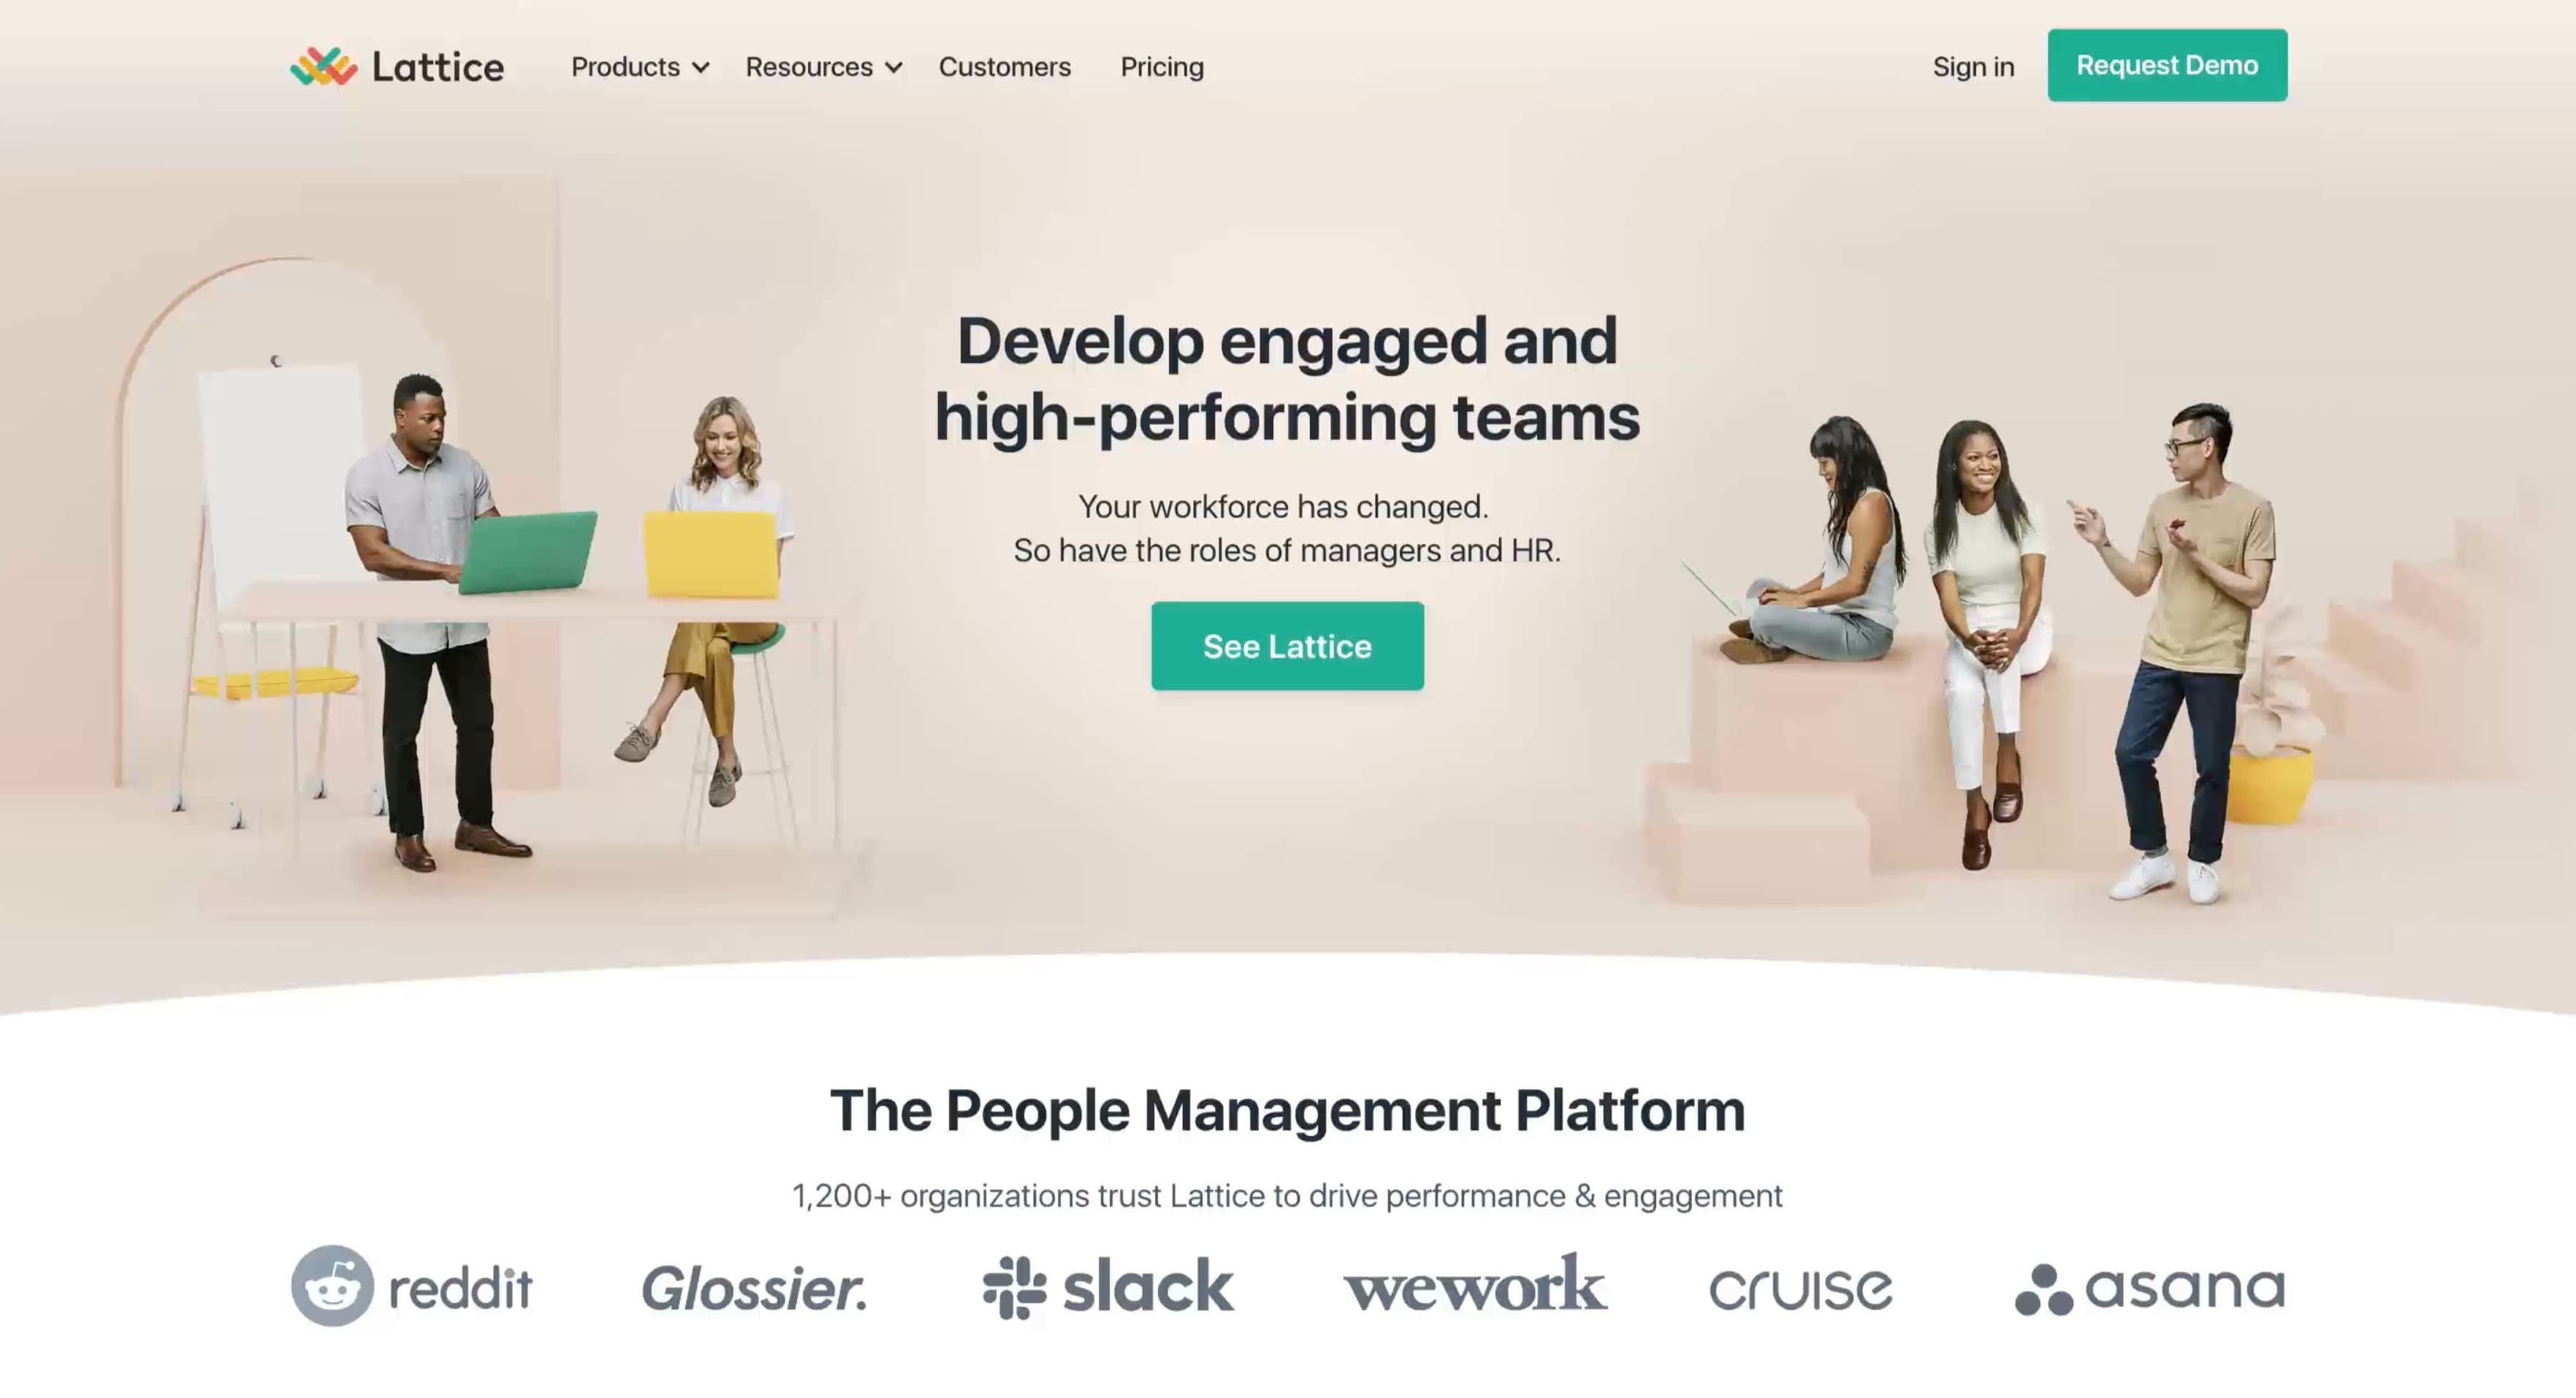 Lattice Products Resources Customers Pricing Sign in Request Demo
Develop engaged and
high-performing teams
Your workforce has changed.
So have the roles of managers and HR.
See Lattice
The People Management Platform
1,200+ organizations trust Lattice to drive performance & engagement
reddit Glossier. slack wework cruise asana